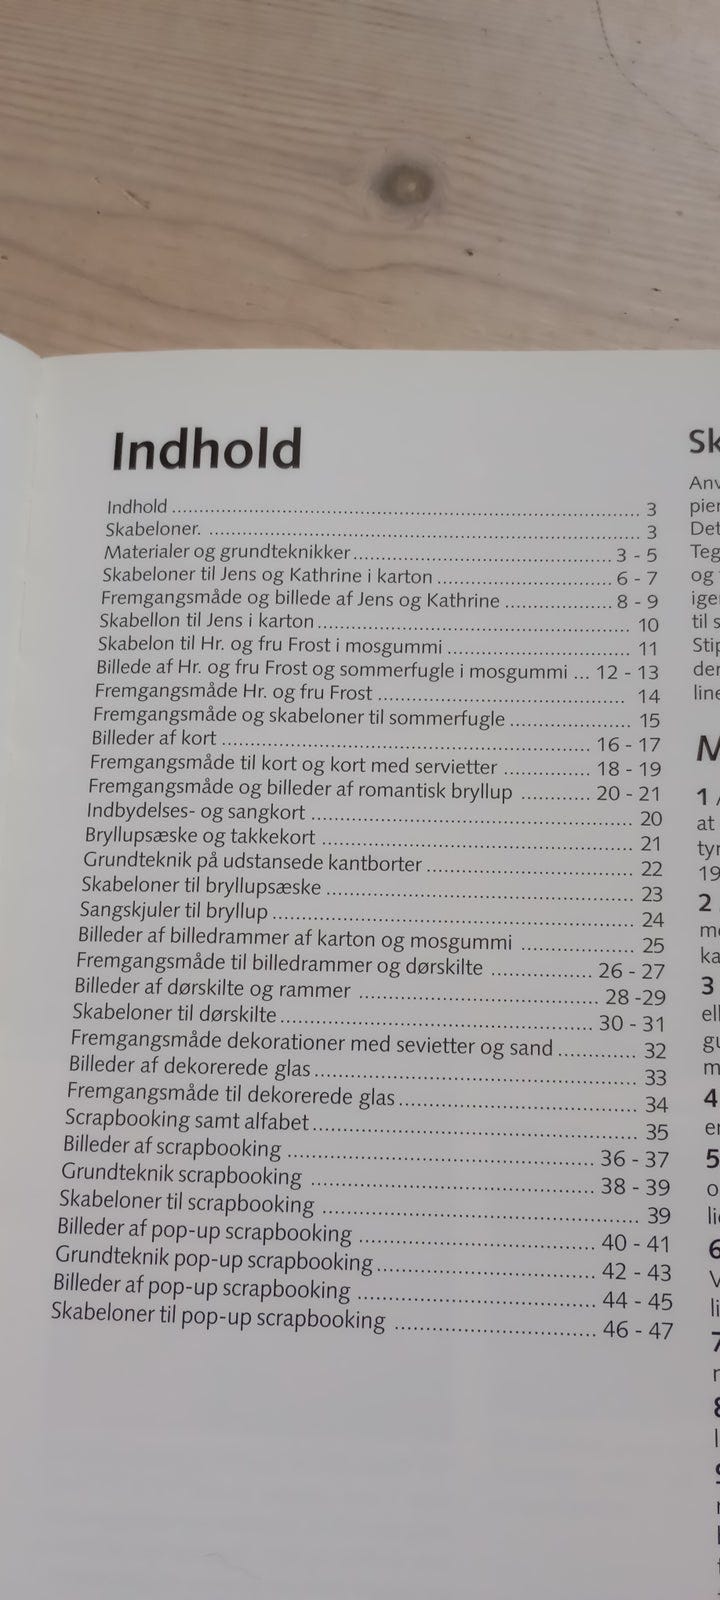 Indhold
Indhold ........ 3
Skabeloner. ........ 3
Materialer og grundteknikker ........ 3 - 5
Skabeloner til Jens og Kathrine i karton ........ 6 - 7
Fremgangsmåde og billede af Jens og Kathrine ........ 8 - 9
Skabellon til Jens i karton ........ 10
Skabelon til Hr. og fru Frost i mosgummi ........ 11
Billede af Hr. og fru Frost og sommerfugle i mosgummi ... 12 - 13
Fremgangsmåde Hr. og fru Frost ........ 14
Fremgangsmåde og skabeloner til sommerfugle ........ 15
Billeder af kort ........ 16 - 17
Fremgangsmåde til kort og kort med servietter ........ 18 - 19
Fremgangsmåde og billeder af romantisk bryllup ........ 20 - 21
Indbydelses- og sangkort ........ 20
Bryllupsæske og takkekort ........ 21
Grundteknik på udstansede kantborter ........ 22
Skabeloner til bryllupsæske ........ 23
Sangskjuler til bryllup ........ 24
Billeder af billedrammer af karton og mosgummi ........ 25
Fremgangsmåde til billedrammer og dørskilte ........ 26 - 27
Billeder af dørskilte og rammer ........ 28 -29
Skabeloner til dørskilte ........ 30 - 31
Fremgangsmåde dekorationer med sevietter og sand ........ 32
Billeder af dekorerede glas ........ 33
Fremgangsmåde til dekorerede glas ........ 34
Scrapbooking samt alfabet ........ 35
Billeder af scrapbooking ........ 36 - 37
Grundteknik scrapbooking ........ 38 - 39
Skabeloner til scrapbooking ........ 39
Billeder af pop-up scrapbooking ........ 40 - 41
Grundteknik pop-up scrapbooking ........ 42 - 43
Billeder af pop-up scrapbooking ........ 44 - 45
Skabeloner til pop-up scrapbooking ........ 46 - 47
Det
og
til s
1
at
19
2
3
4
5